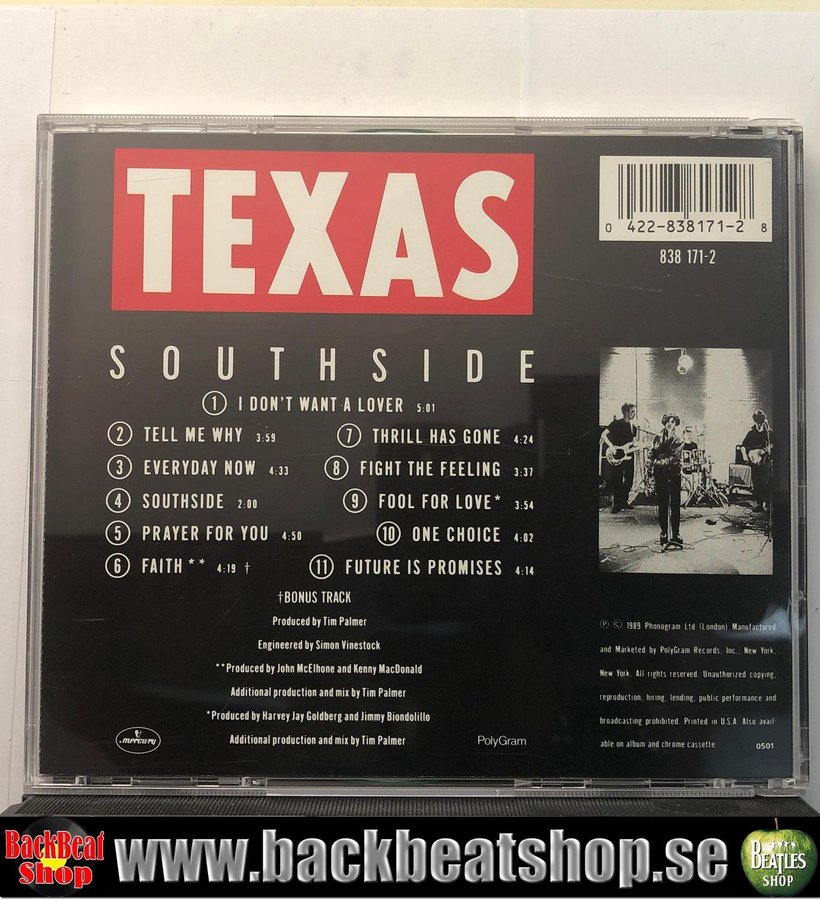 TEXAS
0 422-838171-2 8
838 171-2
SOUTHSIDE
1 I DON'T WANT A LOVER 5:01
2 TELL ME WHY 3:59
7 THRILL HAS GONE 4:24
3 EVERYDAY NOW 4:33
8 FIGHT THE FEELING 3:37
4 SOUTHSIDE 2:00
9 FOOL FOR LOVE* 3:54
5 PRAYER FOR YOU 4:50
10 ONE CHOICE 4:02
6 FAITH** 4:19 †
11 FUTURE IS PROMISES 4:14
†BONUS TRACK
Produced by Tim Palmer
Engineered by Simon Vinestock
**Produced by John McElhone and Kenny MacDonald
Additional production and mix by Tim Palmer
*Produced by Harvey Jay Goldberg and Jimmy Biondolillo
Additional production and mix by Tim Palmer
mercury
PolyGram
℗ © 1989 Phonogram Ltd (London) Manufactured
and Marketed by PolyGram Records, Inc., New York,
New York. All rights reserved. Unauthorized copying,
reproduction, hiring, lending, public performance and
broadcasting prohibited. Printed in U.S.A. Also avail-
able on album and chrome cassette
0501
BackBeat
Shop
www.backbeatshop.se
BEATLES
SHOP